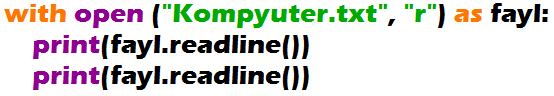 with open ("Kompyuter.txt", "r") as fayl:
    print(fayl.readline())
    print(fayl.readline())